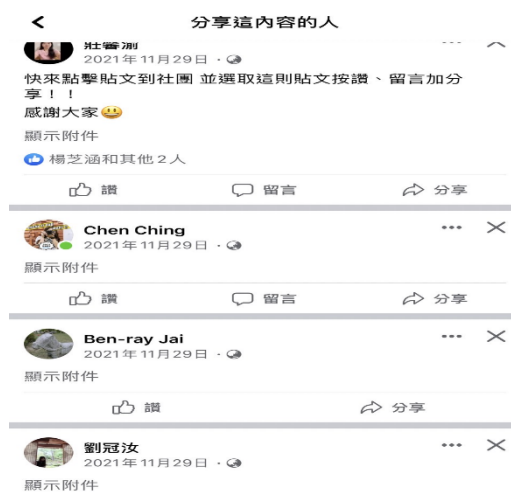 分享這內容的人
莊馨渝
2021年11月29日
快來點擊貼文到社團 並選取這則貼文按讚、留言加分
享！！
感謝大家😃
顯示附件
楊芝涵和其他2人
讚 留言 分享
Chen Ching
2021年11月29日
顯示附件
讚 留言 分享
Ben-ray Jai
2021年11月29日
顯示附件
讚 分享
劉冠汝
2021年11月29日
顯示附件